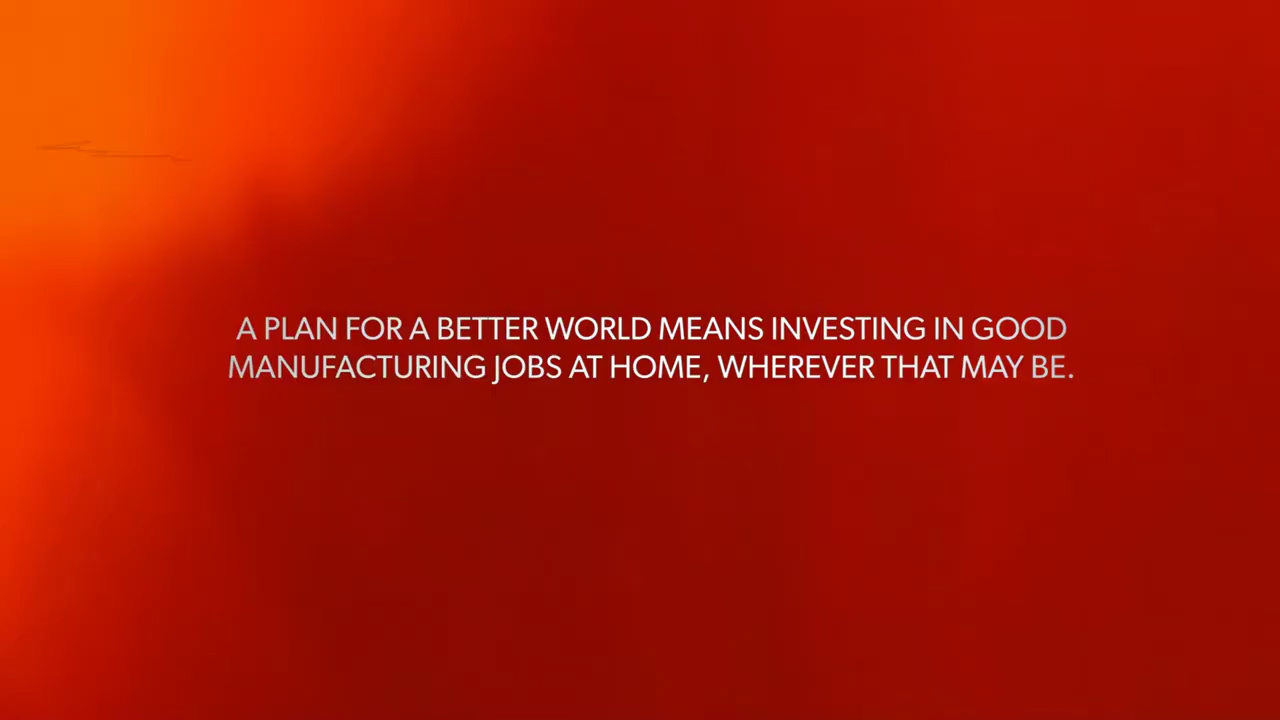 A PLAN FOR A BETTER WORLD MEANS INVESTING IN GOOD
MANUFACTURING JOBS AT HOME, WHEREVER THAT MAY BE.